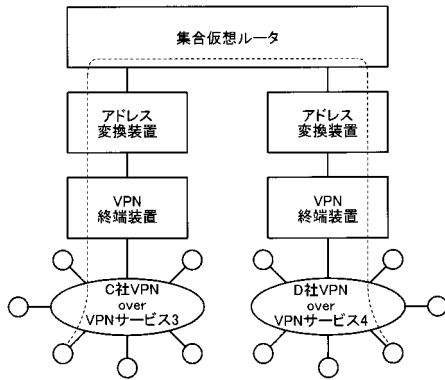 集合仮想ルータ
アドレス
変換装置
アドレス
変換装置
VPN
終端装置
VPN
終端装置
C社VPN
over
VPNサービス3
D社VPN
over
VPNサービス4